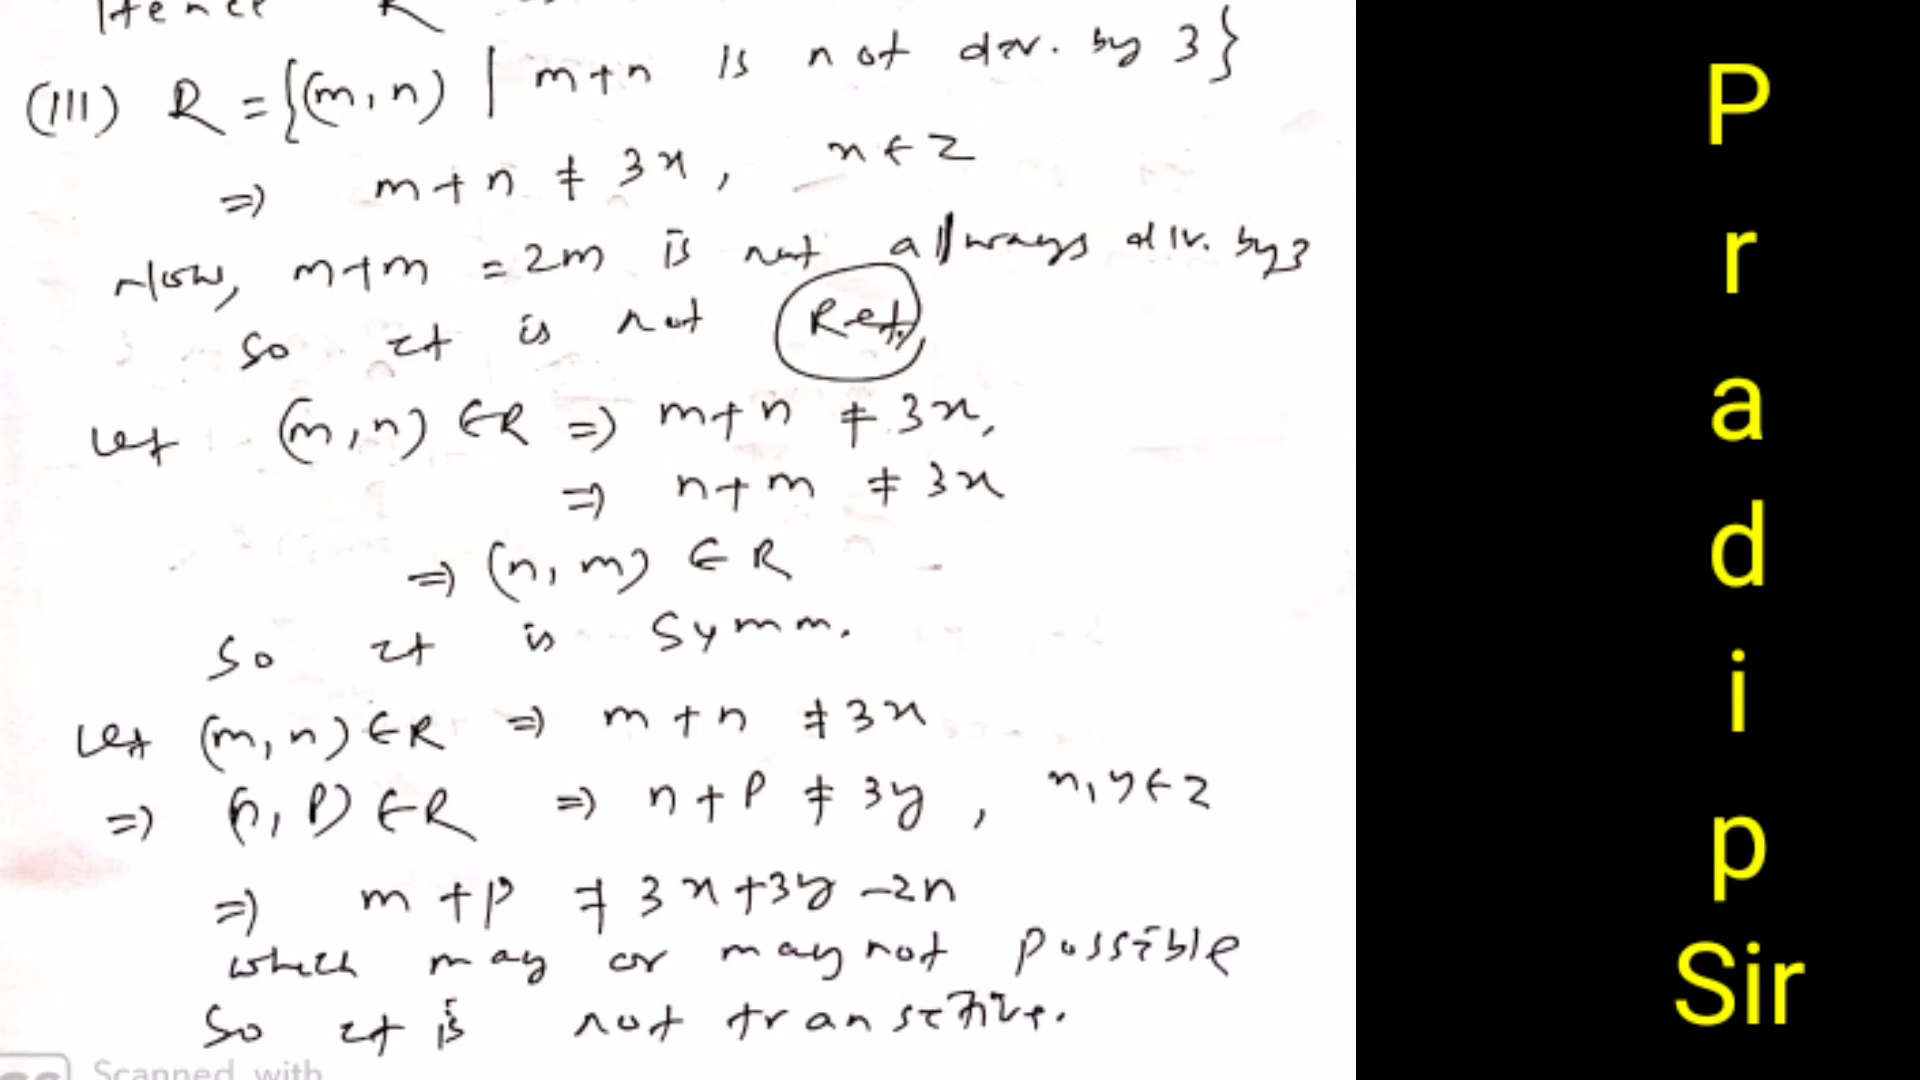 Hence R
(III) R = {(m,n) | m+n is not div. by 3}
⇒ m+n ≠ 3x, x ∈ Z
Now, m+m = 2m is not allways div. by 3
So it is not Ref.
Let (m,n) ∈ R ⇒ m+n ≠ 3x,
⇒ n+m ≠ 3x
⇒ (n,m) ∈ R
So it is Symm.
Let (m,n) ∈ R ⇒ m+n ≠ 3x
⇒ (n,P) ∈ R ⇒ n+P ≠ 3y, x,y ∈ Z
⇒ m+P ≠ 3x+3y-2n
which may or may not possible
So it is not transitive.
Scanned with
P
r
a
d
i
p
Sir